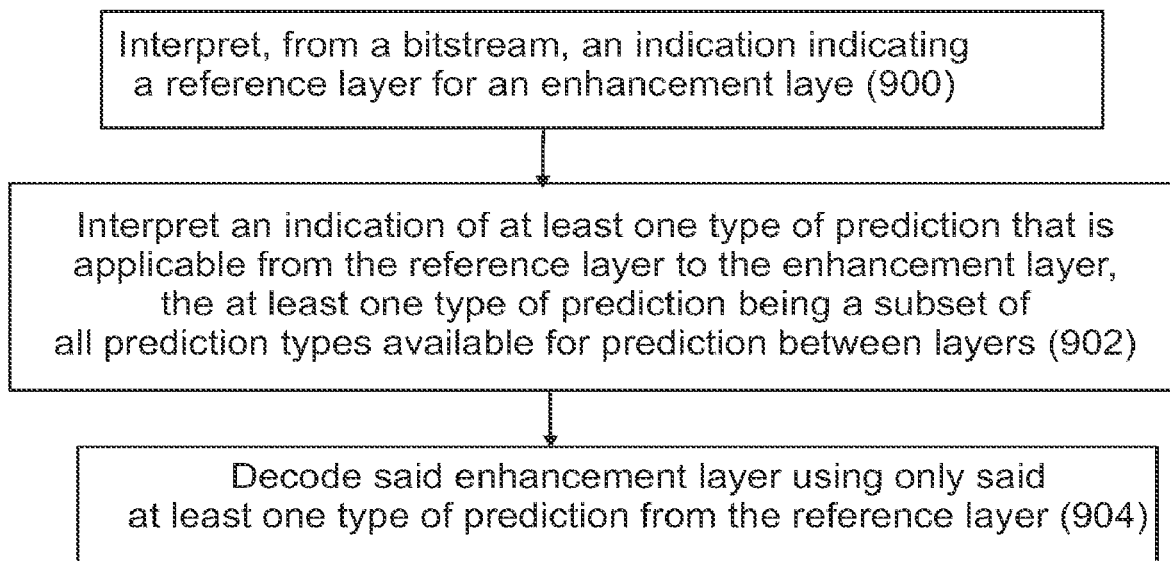 Interpret, from a bitstream, an indication indicating
a reference layer for an enhancement laye (900)
Interpret an indication of at least one type of prediction that is
applicable from the reference layer to the enhancement layer,
the at least one type of prediction being a subset of
all prediction types available for prediction between layers (902)
Decode said enhancement layer using only said
at least one type of prediction from the reference layer (904)